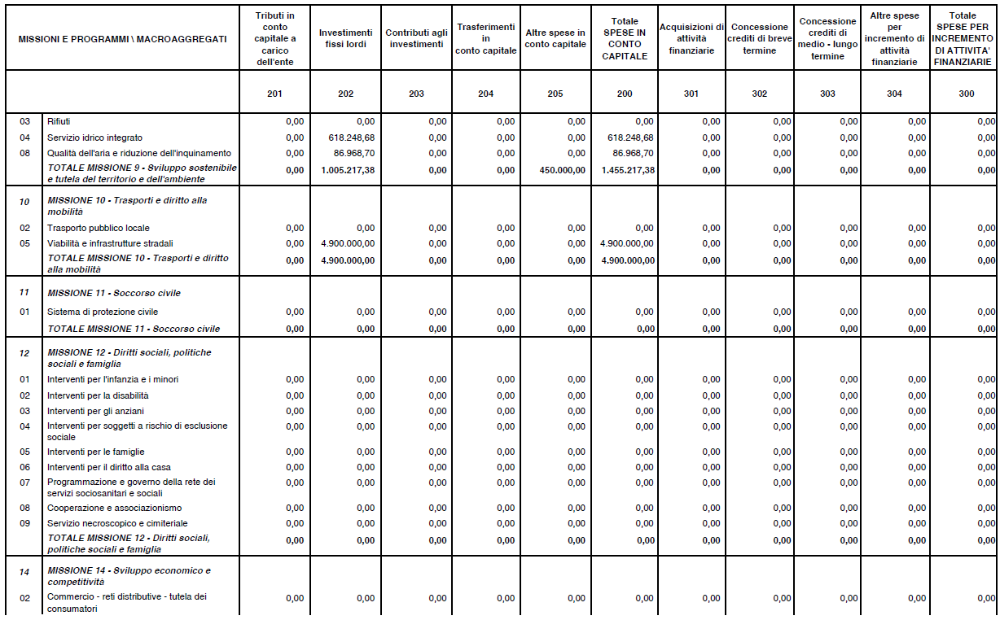 MISSIONI E PROGRAMMI \ MACROAGGREGATI	Tributi in conto capitale a carico dell'ente	Investimenti fissi lordi	Contributi agli investimenti	Trasferimenti in conto capitale	Altre spese in conto capitale	Totale SPESE IN CONTO CAPITALE	Acquisizioni di attività finanziarie	Concessione crediti di breve termine	Concessione crediti di medio - lungo termine	Altre spese per incremento di attività finanziarie	Totale SPESE PER INCREMENTO DI ATTIVITA' FINANZIARIE
201	202	203	204	205	200	301	302	303	304	300
03	Rifiuti	0,00	0,00	0,00	0,00	0,00	0,00	0,00	0,00	0,00	0,00	0,00
04	Servizio idrico integrato	0,00	618.248,68	0,00	0,00	0,00	618.248,68	0,00	0,00	0,00	0,00	0,00
08	Qualità dell'aria e riduzione dell'inquinamento	0,00	86.968,70	0,00	0,00	0,00	86.968,70	0,00	0,00	0,00	0,00	0,00
TOTALE MISSIONE 9 - Sviluppo sostenibile e tutela del territorio e dell'ambiente	0,00	1.005.217,38	0,00	0,00	450.000,00	1.455.217,38	0,00	0,00	0,00	0,00	0,00
10	MISSIONE 10 - Trasporti e diritto alla mobilità
02	Trasporto pubblico locale	0,00	0,00	0,00	0,00	0,00	0,00	0,00	0,00	0,00	0,00	0,00
05	Viabilità e infrastrutture stradali	0,00	4.900.000,00	0,00	0,00	0,00	4.900.000,00	0,00	0,00	0,00	0,00	0,00
TOTALE MISSIONE 10 - Trasporti e diritto alla mobilità	0,00	4.900.000,00	0,00	0,00	0,00	4.900.000,00	0,00	0,00	0,00	0,00	0,00
11	MISSIONE 11 - Soccorso civile
01	Sistema di protezione civile	0,00	0,00	0,00	0,00	0,00	0,00	0,00	0,00	0,00	0,00	0,00
TOTALE MISSIONE 11 - Soccorso civile	0,00	0,00	0,00	0,00	0,00	0,00	0,00	0,00	0,00	0,00	0,00
12	MISSIONE 12 - Diritti sociali, politiche sociali e famiglia
01	Interventi per l'infanzia e i minori	0,00	0,00	0,00	0,00	0,00	0,00	0,00	0,00	0,00	0,00	0,00
02	Interventi per la disabilità	0,00	0,00	0,00	0,00	0,00	0,00	0,00	0,00	0,00	0,00	0,00
03	Interventi per gli anziani	0,00	0,00	0,00	0,00	0,00	0,00	0,00	0,00	0,00	0,00	0,00
04	Interventi per soggetti a rischio di esclusione sociale	0,00	0,00	0,00	0,00	0,00	0,00	0,00	0,00	0,00	0,00	0,00
05	Interventi per le famiglie	0,00	0,00	0,00	0,00	0,00	0,00	0,00	0,00	0,00	0,00	0,00
06	Interventi per il diritto alla casa	0,00	0,00	0,00	0,00	0,00	0,00	0,00	0,00	0,00	0,00	0,00
07	Programmazione e governo della rete dei servizi sociosanitari e sociali	0,00	0,00	0,00	0,00	0,00	0,00	0,00	0,00	0,00	0,00	0,00
08	Cooperazione e associazionismo	0,00	0,00	0,00	0,00	0,00	0,00	0,00	0,00	0,00	0,00	0,00
09	Servizio necroscopico e cimiteriale	0,00	0,00	0,00	0,00	0,00	0,00	0,00	0,00	0,00	0,00	0,00
TOTALE MISSIONE 12 - Diritti sociali, politiche sociali e famiglia	0,00	0,00	0,00	0,00	0,00	0,00	0,00	0,00	0,00	0,00	0,00
14	MISSIONE 14 - Sviluppo economico e competitività
02	Commercio - reti distributive - tutela dei consumatori	0,00	0,00	0,00	0,00	0,00	0,00	0,00	0,00	0,00	0,00	0,00